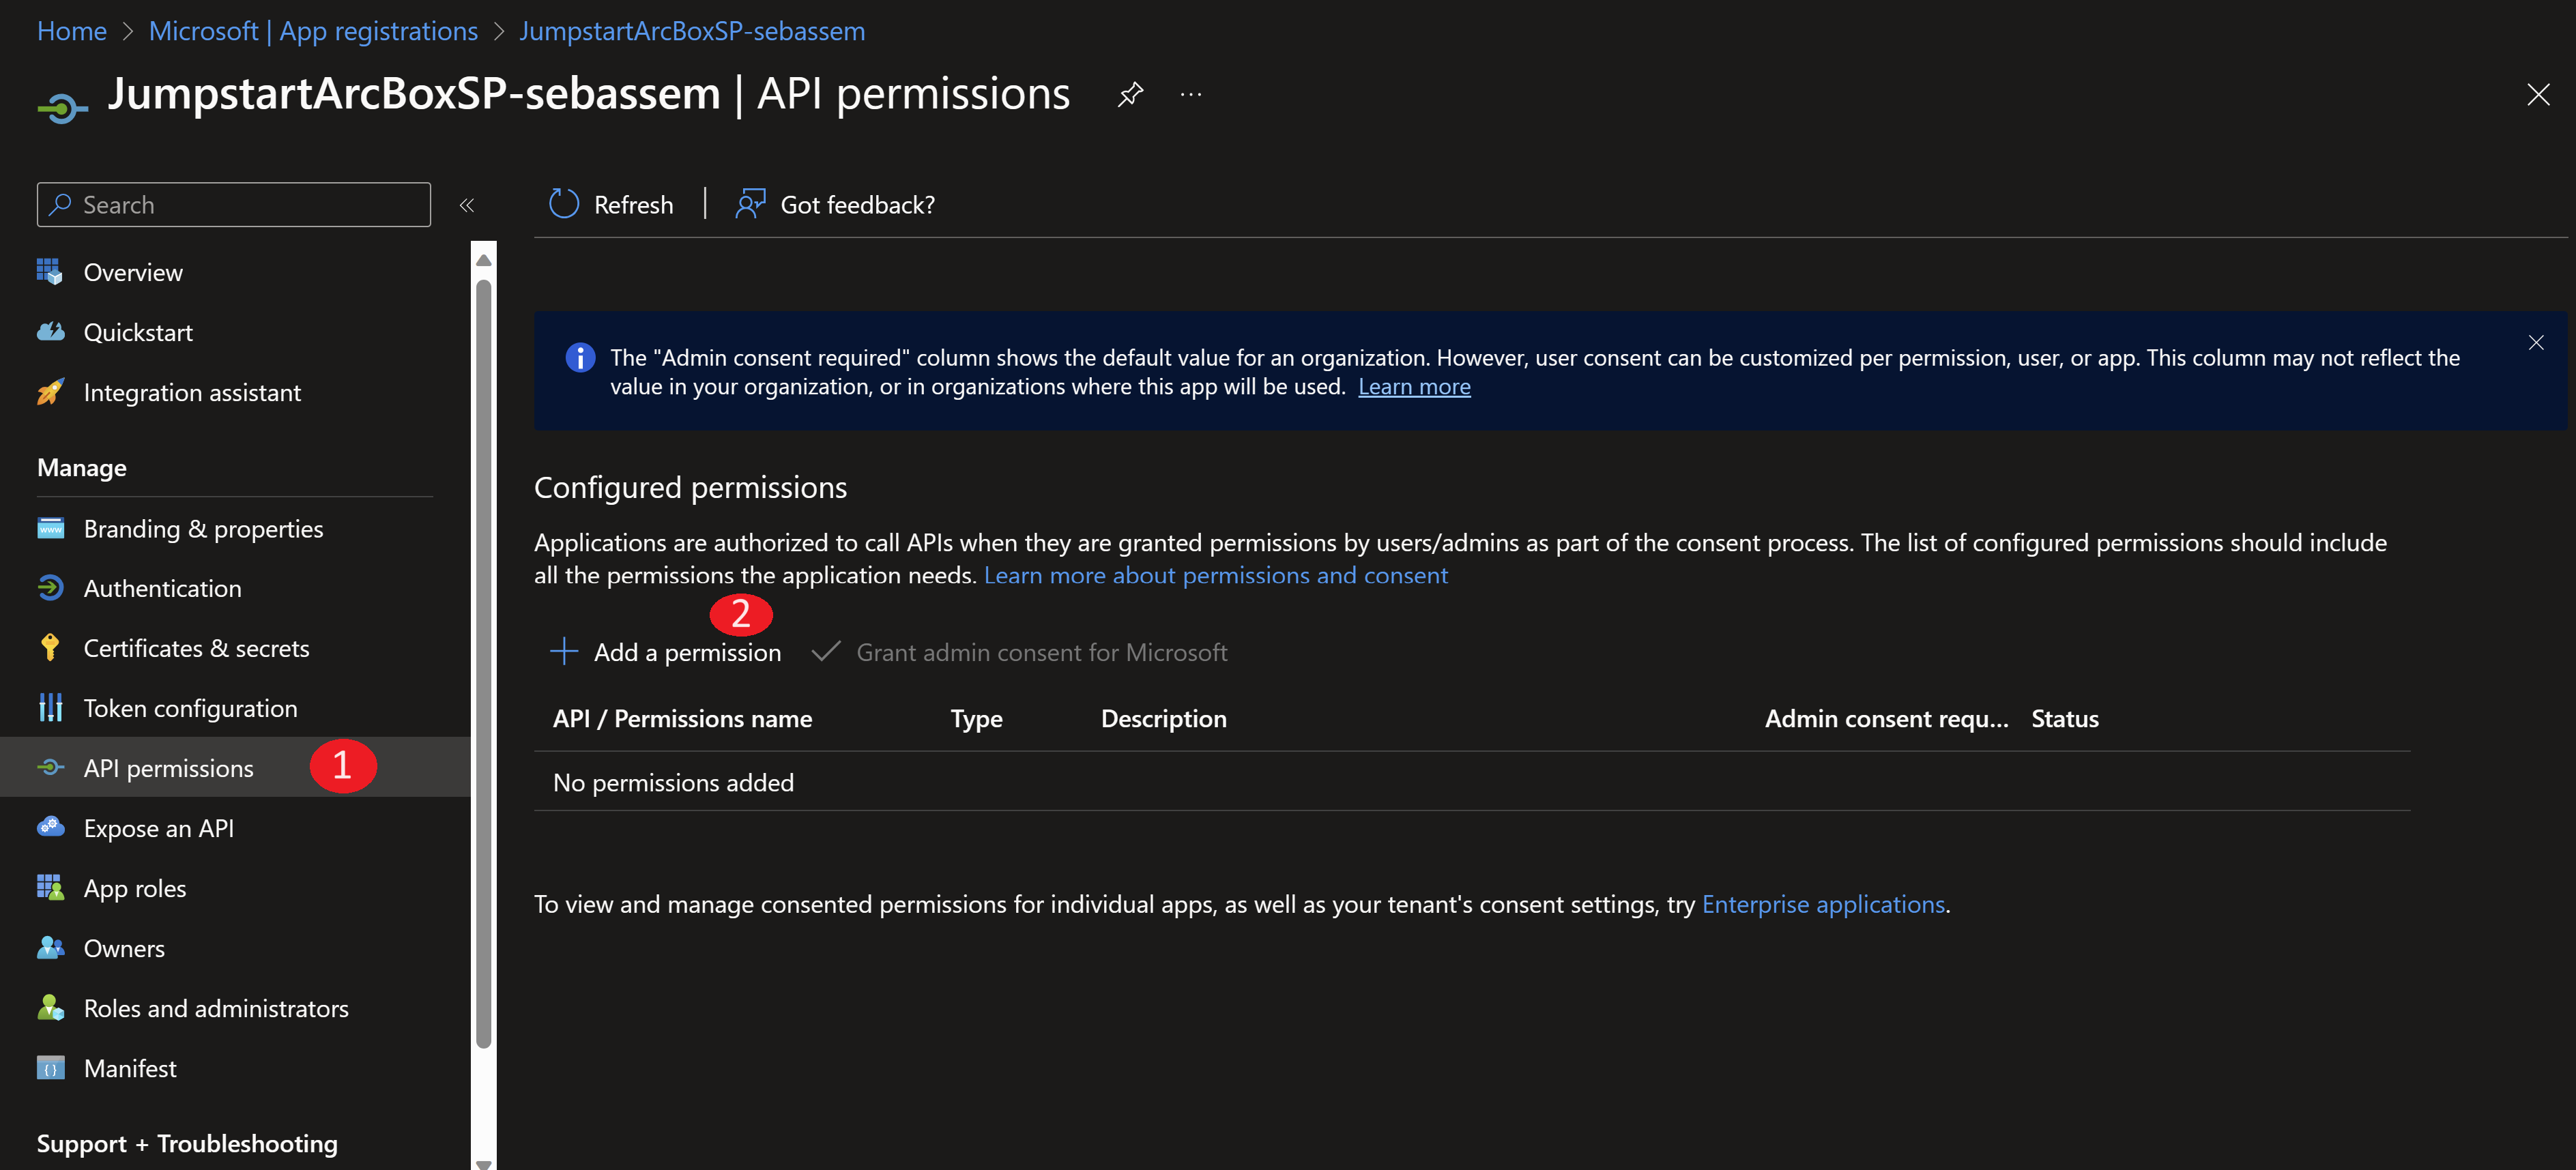 Home > Microsoft | App registrations > JumpstartArcBoxSP-sebassem
JumpstartArcBoxSP-sebassem | API permissions ...
Search
Refresh | Got feedback?
Overview
Quickstart
Integration assistant
Manage
Branding & properties
Authentication
Certificates & secrets
Token configuration
API permissions 1
Expose an API
App roles
Owners
Roles and administrators
Manifest
Support + Troubleshooting
The "Admin consent required" column shows the default value for an organization. However, user consent can be customized per permission, user, or app. This column may not reflect the
value in your organization, or in organizations where this app will be used. Learn more
Configured permissions
Applications are authorized to call APIs when they are granted permissions by users/admins as part of the consent process. The list of configured permissions should include
all the permissions the application needs. Learn more about permissions and consent
2
Add a permission Grant admin consent for Microsoft
API / Permissions name Type Description Admin consent requ... Status
No permissions added
To view and manage consented permissions for individual apps, as well as your tenant's consent settings, try Enterprise applications.